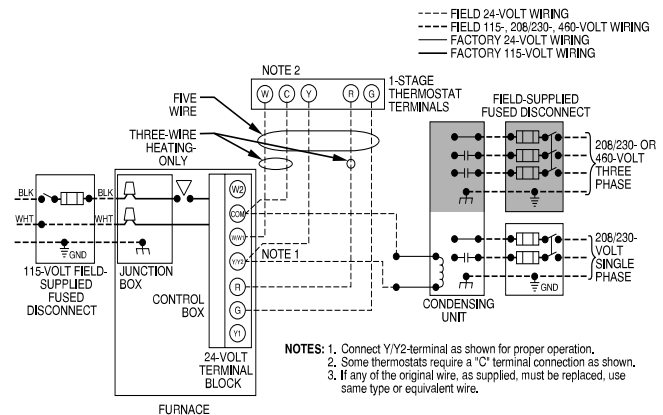 FIELD 24-VOLT WIRING
FIELD 115-, 208/230-, 460-VOLT WIRING
FACTORY 24-VOLT WIRING
FACTORY 115-VOLT WIRING
NOTE 2
W C Y R G
1-STAGE
THERMOSTAT
TERMINALS
FIVE
WIRE
THREE-WIRE
HEATING-
ONLY
FIELD-SUPPLIED
FUSED DISCONNECT
208/230- OR
460-VOLT
THREE
PHASE
208/230-
VOLT
SINGLE
PHASE
GND
CONDENSING
UNIT
BLK
BLK
WHT
WHT
GND
115-VOLT FIELD-
SUPPLIED
FUSED
DISCONNECT
JUNCTION
BOX
CONTROL
BOX
W2
COM
W/W1
Y/Y2
R
G
Y1
NOTE 1
24-VOLT
TERMINAL
BLOCK
FURNACE
NOTES: 1. Connect Y/Y2-terminal as shown for proper operation.
2. Some thermostats require a "C" terminal connection as shown.
3. If any of the original wire, as supplied, must be replaced, use
same type or equivalent wire.